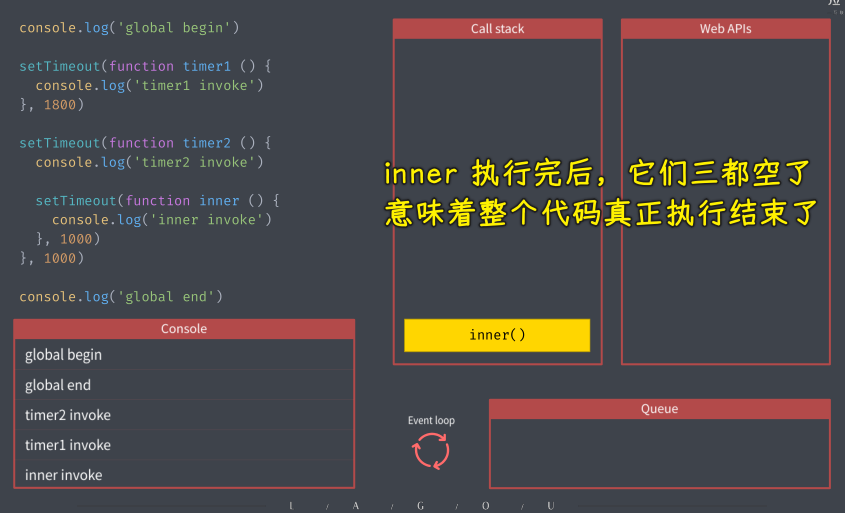 console.log('global begin')
setTimeout(function timer1 () {
console.log('timer1 invoke')
}, 1800)
setTimeout(function timer2 () {
console.log('timer2 invoke')
setTimeout(function inner () {
console.log('inner invoke')
}, 1000)
}, 1000)
console.log('global end')
Console
global begin
global end
timer2 invoke
timer1 invoke
inner invoke
Call stack
inner()
Web APIs
inner 执行完后，它们三都空了
意味着整个代码真正执行结束了
Event loop
Queue
L / A / G / O / U